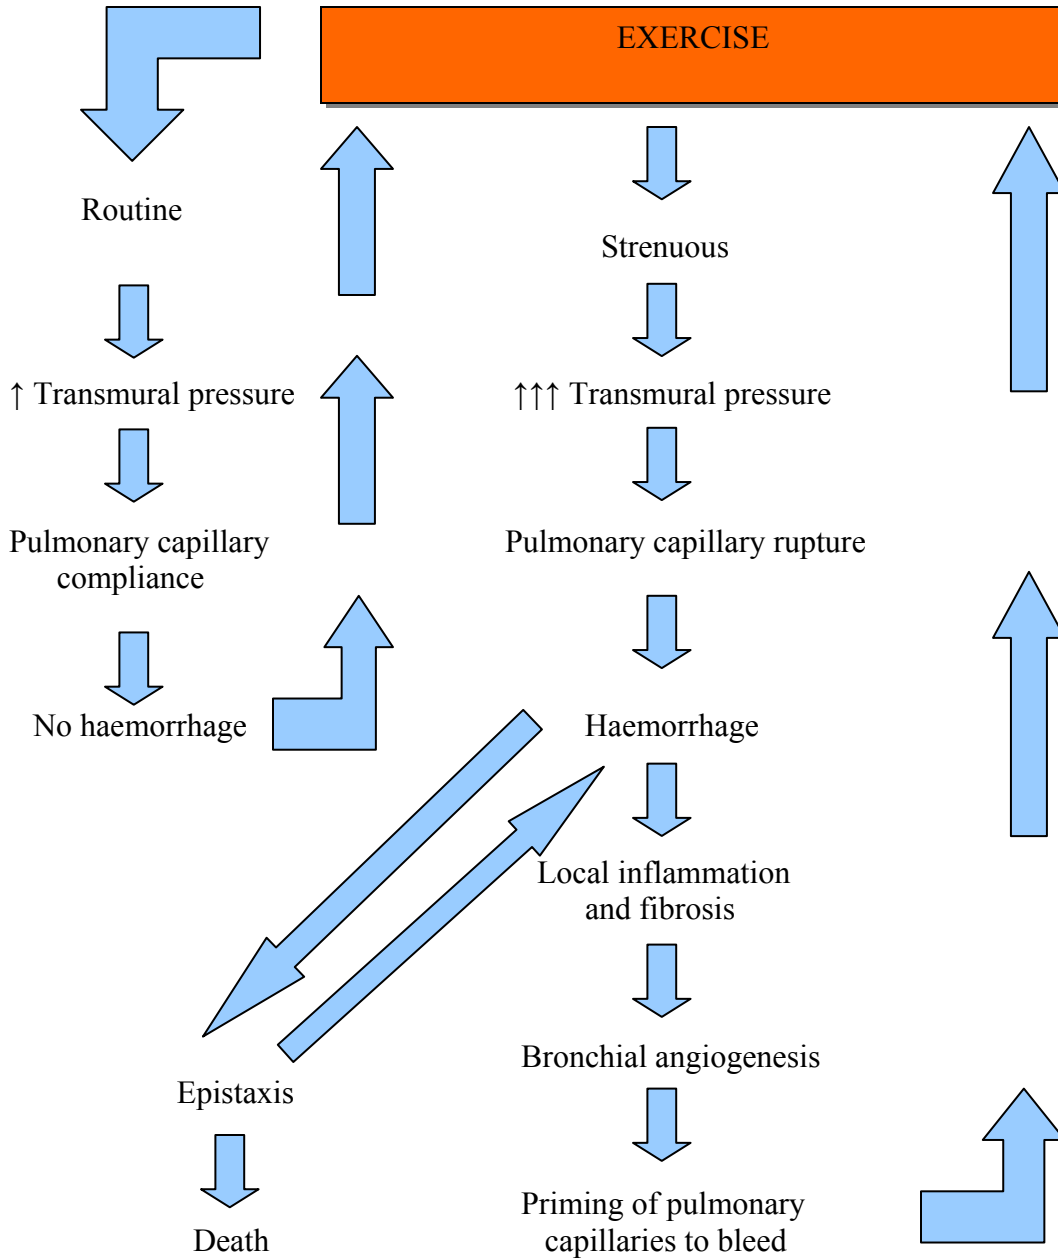 EXERCISE
Routine
Strenuous
↑ Transmural pressure
↑↑↑ Transmural pressure
Pulmonary capillary
compliance
Pulmonary capillary rupture
No haemorrhage
Haemorrhage
Local inflammation
and fibrosis
Bronchial angiogenesis
Epistaxis
Priming of pulmonary
capillaries to bleed
Death